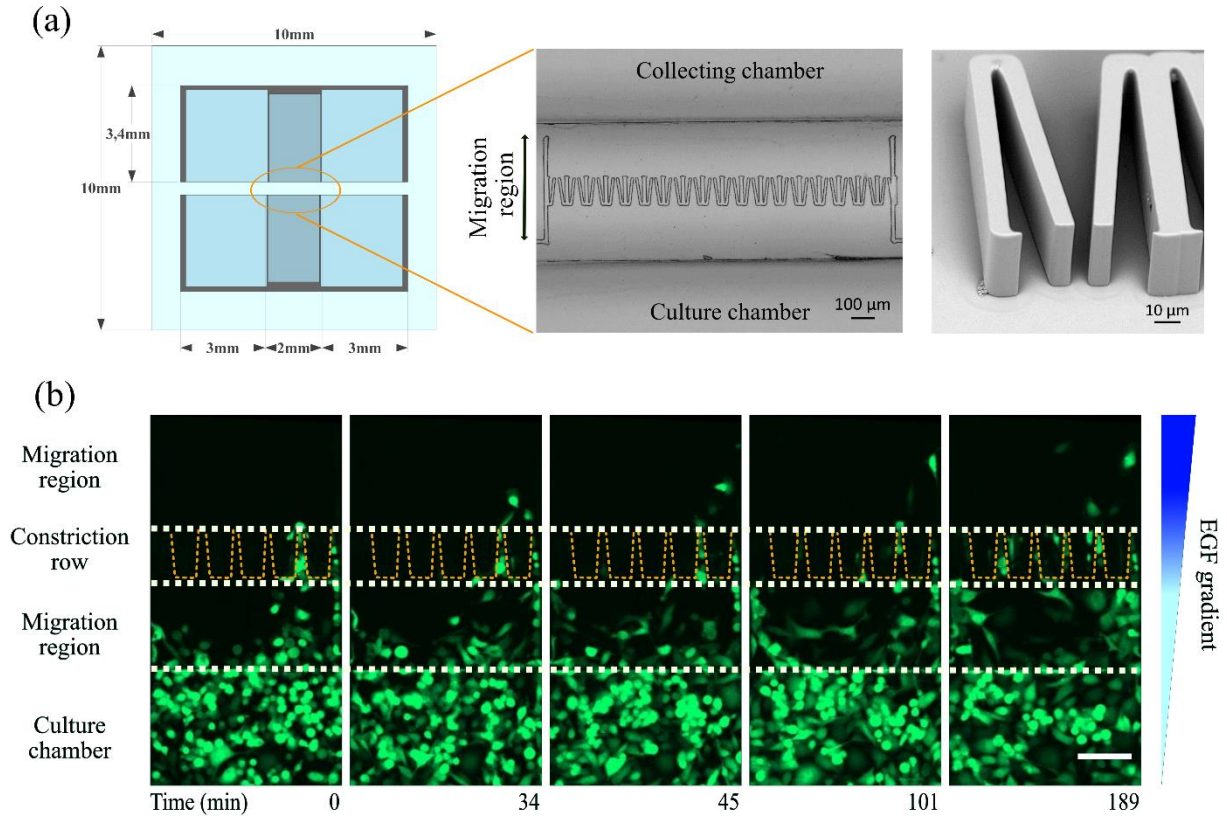 (a)
10mm
3,4mm
10mm
3mm
2mm
3mm
Collecting chamber
Migration
region
Culture chamber
100 µm
10 µm
(b)
Migration
region
Constriction
row
Migration
region
Culture
chamber
EGF gradient
Time (min)
0
34
45
101
189